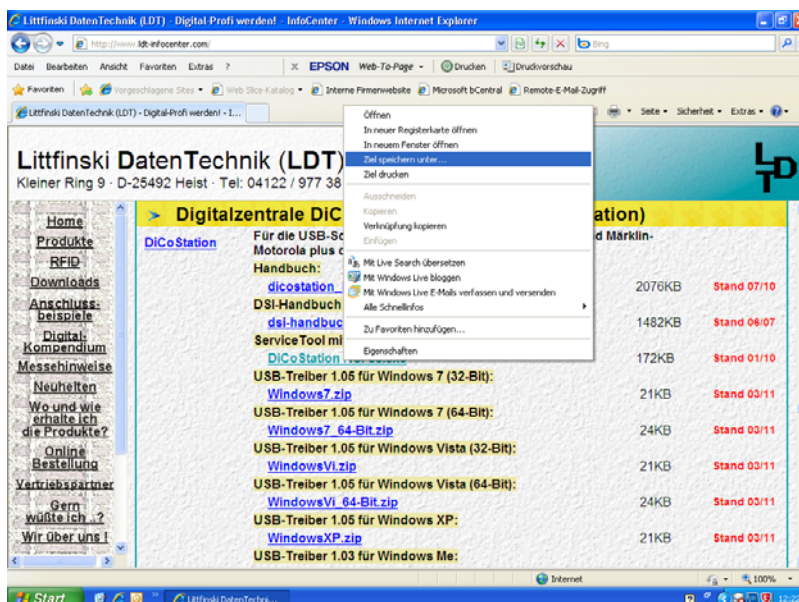 Littfinski DatenTechnik (LDT) - Digital-Profi werden! - InfoCenter - Windows Internet Explorer
http://www.ldt-infocenter.com/
Bing
Datei Bearbeiten Ansicht Favoriten Extras ?
X EPSON Web-To-Page Drucken Druckvorschau
Favoriten Vorgeschlagene Sites Web Slice-Katalog Interne Firmenwebsite Microsoft bCentral Remote-E-Mail-Zugriff
Littfinski DatenTechnik (LDT) - Digital-Profi werden! - I...
Seite Sicherheit Extras
Littfinski DatenTechnik (LDT)
Kleiner Ring 9 · D-25492 Heist · Tel: 04122 / 977 38
LDT
Öffnen
In neuer Registerkarte öffnen
In neuem Fenster öffnen
Ziel speichern unter...
Ziel drucken
Ausschneiden
Kopieren
Verknüpfung kopieren
Einfügen
Mit Live Search übersetzen
Mit Windows Live bloggen
Mit Windows Live E-Mails verfassen und versenden
Alle Schnellinfos
Zu Favoriten hinzufügen...
Eigenschaften
Home
Produkte
RFID
Downloads
Anschluss-
beispiele
Digital-
Kompendium
Messehinweise
Neuheiten
Wo und wie
erhalte ich
die Produkte?
Online
Bestellung
Vertriebspartner
Gern
wüßte ich ..?
Wir über uns !
> Digitalzentrale DiC ation)
DiCoStation
Für die USB-Sc d Märklin-
Motorola plus
Handbuch:
dicostation_ 2076KB Stand 07/10
DSI-Handbuch
dsi-handbuc 1482KB Stand 06/07
ServiceTool mi
DiCoStation 172KB Stand 01/10
USB-Treiber 1.05 für Windows 7 (32-Bit):
Windows7.zip 21KB Stand 03/11
USB-Treiber 1.05 für Windows 7 (64-Bit):
Windows7_64-Bit.zip 24KB Stand 03/11
USB-Treiber 1.05 für Windows Vista (32-Bit):
WindowsVi.zip 21KB Stand 03/11
USB-Treiber 1.05 für Windows Vista (64-Bit):
WindowsVi_64-Bit.zip 24KB Stand 03/11
USB-Treiber 1.05 für Windows XP:
WindowsXP.zip 21KB Stand 03/11
USB-Treiber 1.03 für Windows Me:
Internet 100%
Start Littfinski DatenTechni...